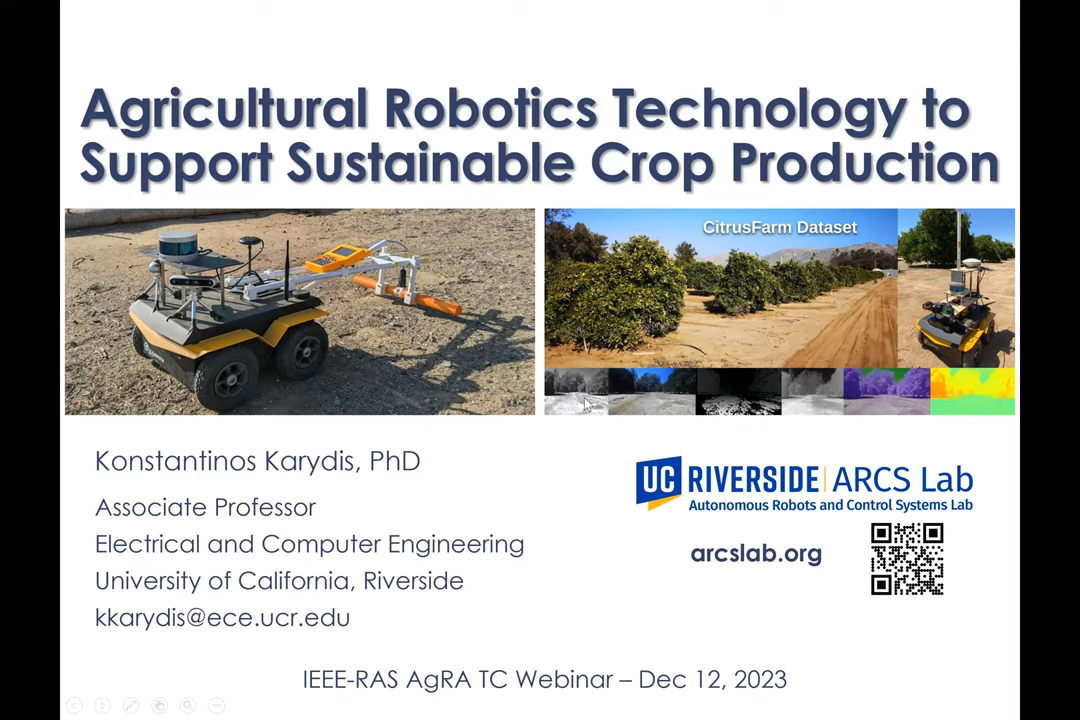 Agricultural Robotics Technology to
Support Sustainable Crop Production
CitrusFarm Dataset
Konstantinos Karydis, PhD
Associate Professor
Electrical and Computer Engineering
University of California, Riverside
kkarydis@ece.ucr.edu
UC RIVERSIDE ARCS Lab
Autonomous Robots and Control Systems Lab
arcslab.org
IEEE-RAS AgRA TC Webinar – Dec 12, 2023